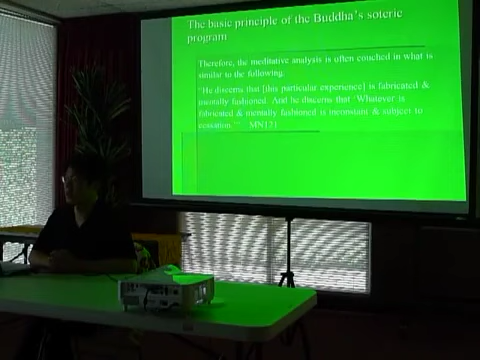 The basic principle of the Buddha's soteric
program
Therefore, the meditative analysis is often couched in what is
similar to the following:
"He discerns that [this particular experience] is fabricated &
mentally fashioned. And he discerns that 'Whatever is
fabricated & mentally fashioned is inconstant & subject to
cessation.'" MN121